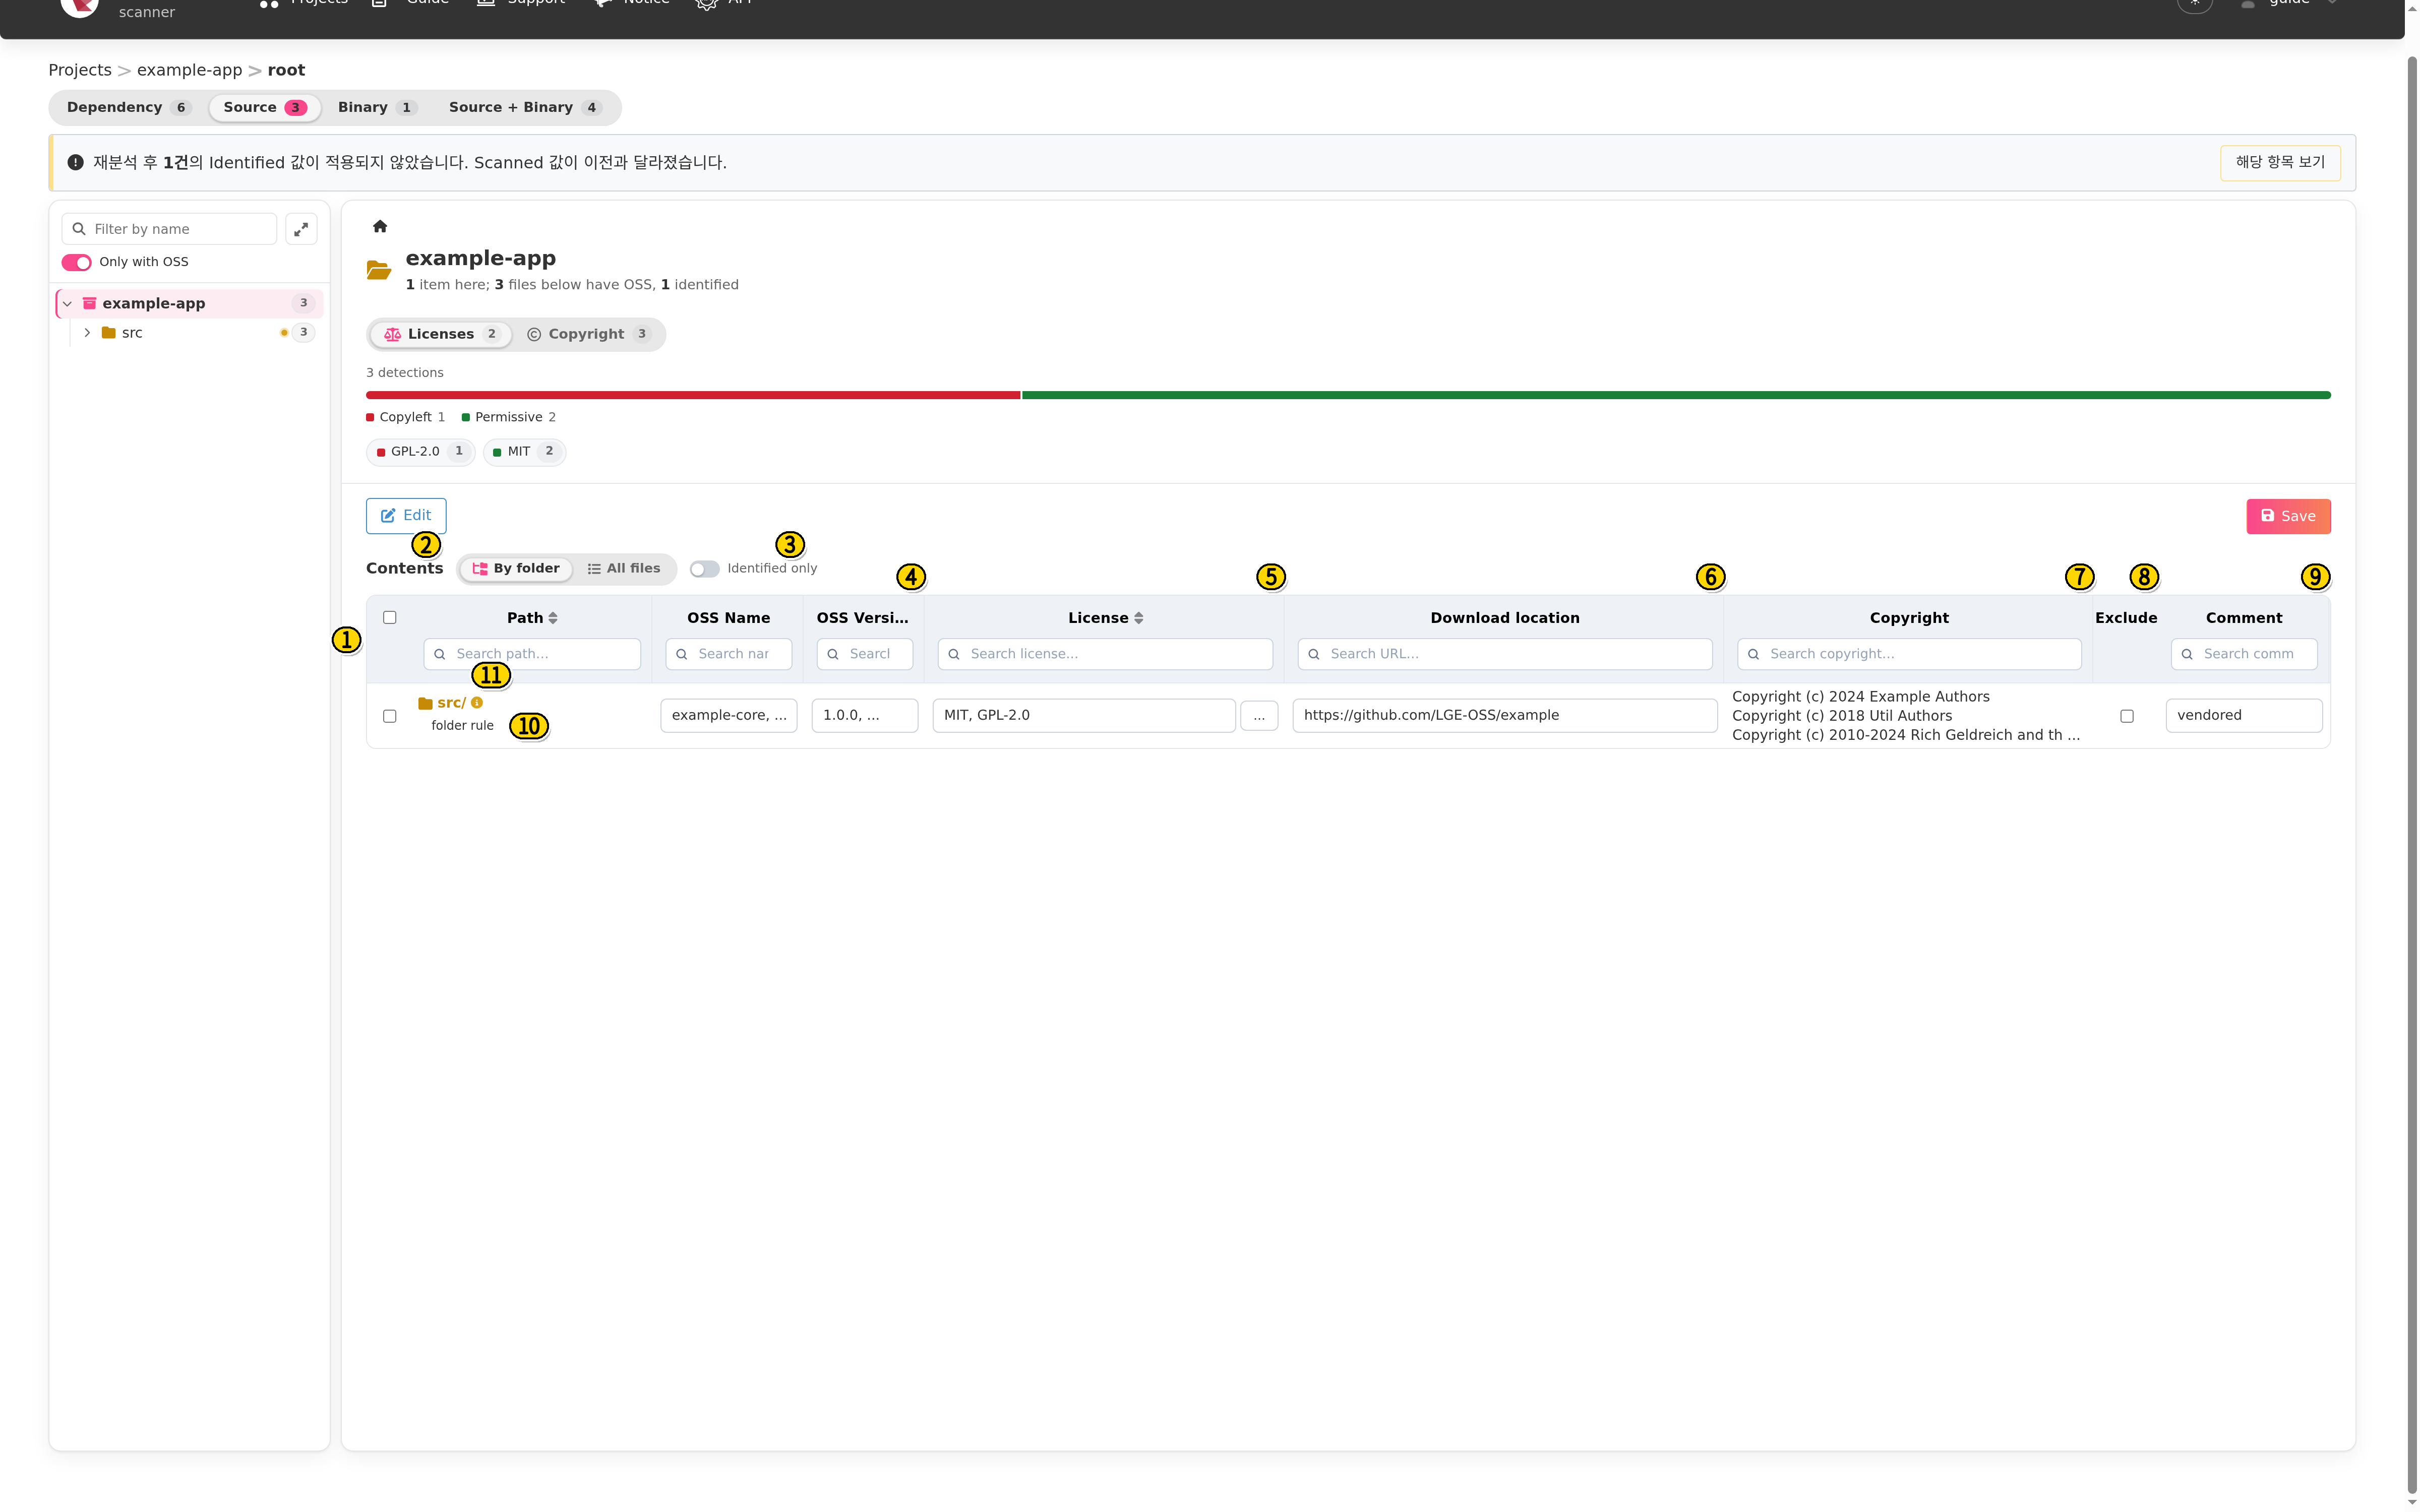 scanner
Projects Guide Support Notice API guide
Projects > example-app > root
Dependency 6 Source 3 Binary 1 Source + Binary 4
재분석 후 1건의 Identified 값이 적용되지 않았습니다. Scanned 값이 이전과 달라졌습니다. 해당 항목 보기
Filter by name
Only with OSS
example-app 3
src 3
example-app
1 item here; 3 files below have OSS, 1 identified
Licenses 2 Copyright 3
3 detections
Copyleft 1 Permissive 2
GPL-2.0 1 MIT 2
Edit Save
2 3
Contents By folder All files Identified only
4 5 6 7 8 9
Path OSS Name OSS Versi... License Download location Copyright Exclude Comment
1
Search path... Search nar Searcl Search license... Search URL... Search copyright... Search comm
11
src/
folder rule
10
example-core, ... 1.0.0, ... MIT, GPL-2.0 ... https://github.com/LGE-OSS/example
Copyright (c) 2024 Example Authors
Copyright (c) 2018 Util Authors
Copyright (c) 2010-2024 Rich Geldreich and th ...
vendored